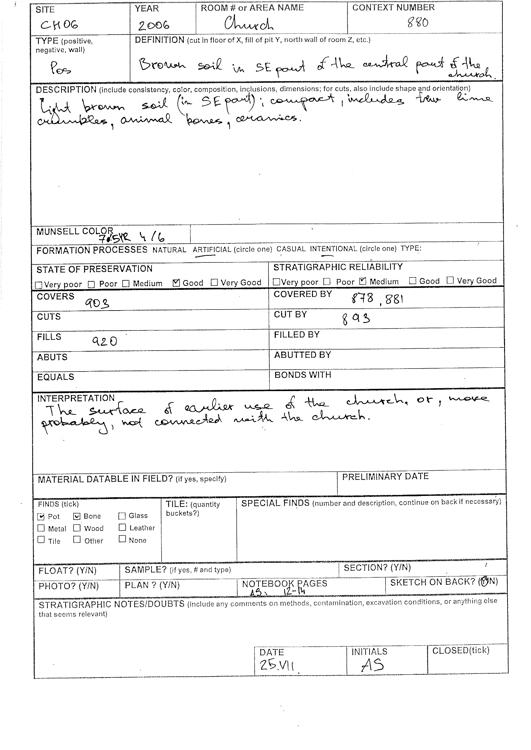 SITE YEAR ROOM # or AREA NAME CONTEXT NUMBER
CH06 2006 Church 880
TYPE (positive, negative, wall) DEFINITION (cut in floor of X, fill of pit Y, north wall of room Z, etc.)
Pos Brown soil in SE part of the central part of the church
DESCRIPTION (include consistency, color, composition, inclusions, dimensions; for cuts, also include shape and orientation)
Light brown soil (in SE part); compact, includes few lime
crumbles, animal bones, ceramics.
MUNSELL COLOR
7.5YR 4/6
FORMATION PROCESSES NATURAL ARTIFICIAL (circle one) CASUAL INTENTIONAL (circle one) TYPE:
STATE OF PRESERVATION STRATIGRAPHIC RELIABILITY
☐ Very poor ☐ Poor ☐ Medium ☑ Good ☐ Very Good ☐ Very poor ☐ Poor ☑ Medium ☐ Good ☐ Very Good
COVERS 903 COVERED BY 878, 881
CUTS CUT BY 893
FILLS 920 FILLED BY
ABUTS ABUTTED BY
EQUALS BONDS WITH
INTERPRETATION
The surface of earlier use of the church, or, more
probably, not connected with the church.
MATERIAL DATABLE IN FIELD? (if yes, specify) PRELIMINARY DATE
FINDS (tick) TILE: (quantity buckets?) SPECIAL FINDS (number and description, continue on back if necessary)
☑ Pot ☑ Bone ☐ Glass
☐ Metal ☐ Wood ☐ Leather
☐ Tile ☐ Other ☐ None
FLOAT? (Y/N) SAMPLE? (if yes, # and type) SECTION? (Y/N)
PHOTO? (Y/N) PLAN ? (Y/N) NOTEBOOK PAGES SKETCH ON BACK? (Y/N)
AS, 12-14
STRATIGRAPHIC NOTES/DOUBTS (Include any comments on methods, contamination, excavation conditions, or anything else
that seems relevant)
DATE INITIALS CLOSED(tick)
25.VII AS